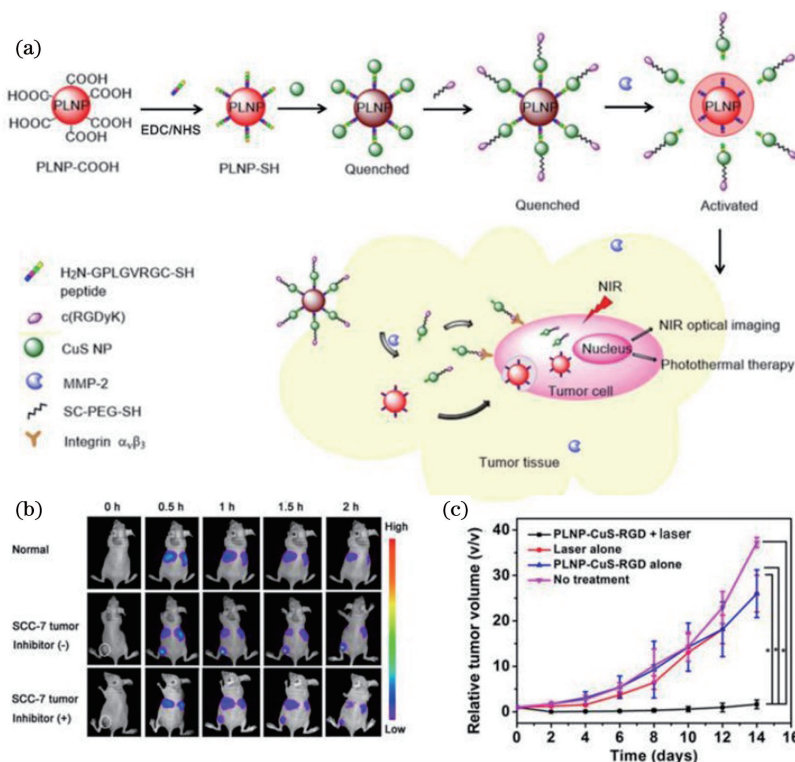 (a)
COOH
COOH
COOH
COOH
HOOC
HOOC
HOOC
HOOC
PLNP
PLNP-COOH
EDC/NHS
PLNP
PLNP-SH
PLNP
Quenched
PLNP
Quenched
PLNP
Activated
H₂N-GPLGVRGC-SH
peptide
c(RGDyK)
CuS NP
MMP-2
SC-PEG-SH
Integrin αᵥβ₃
NIR
Nucleus
Tumor cell
NIR optical imaging
Photothermal therapy
Tumor tissue
(b)
0 h 0.5 h 1 h 1.5 h 2 h
Normal
SCC-7 tumor
Inhibitor (-)
SCC-7 tumor
Inhibitor (+)
High
Low
(c)
PLNP-CuS-RGD + laser
Laser alone
PLNP-CuS-RGD alone
No treatment
Relative tumor volume (v/v)
40
30
20
10
0
* * *
0 2 4 6 8 10 12 14 16
Time (days)